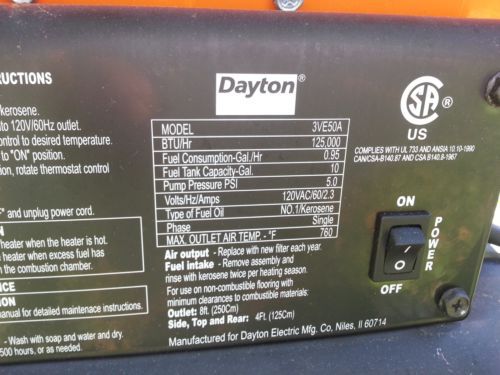 RUCTIONS
kerosene.
to 120V/60Hz outlet.
control to desired temperature.
to "ON" position.
ion, rotate thermostat control
F" and unplug power cord.
N
heater when the heater is hot.
heater when excess fuel has
n the combustion chamber.
NCE
ION
manual for detailed maintenace instructions.
- Wash with soap and water and dry.
500 hours, or as needed.
Dayton®
MODEL 3VE50A
BTU/Hr 125,000
Fuel Consumption-Gal./Hr 0.95
Fuel Tank Capacity-Gal. 10
Pump Pressure PSI 5.0
Volts/Hz/Amps 120VAC/60/2.3
Type of Fuel Oil NO.1/Kerosene
Phase Single
MAX. OUTLET AIR TEMP. - °F 760
Air output - Replace with new filter each year.
Fuel intake - Remove assembly and
rinse with kerosene twice per heating season.
For use on non-combustible flooring with
minimum clearances to combustible materials:
Outlet: 8ft. (250Cm)
Side, Top and Rear: 4Ft. (125Cm)
Manufactured for Dayton Electric Mfg. Co. Niles, Il 60714
CSA
US
COMPLIES WITH UL 733 AND ANSIA 10.10-1990
CAN/CSA-B140.87 AND CSA B140.8-1967
ON
POWER
OFF